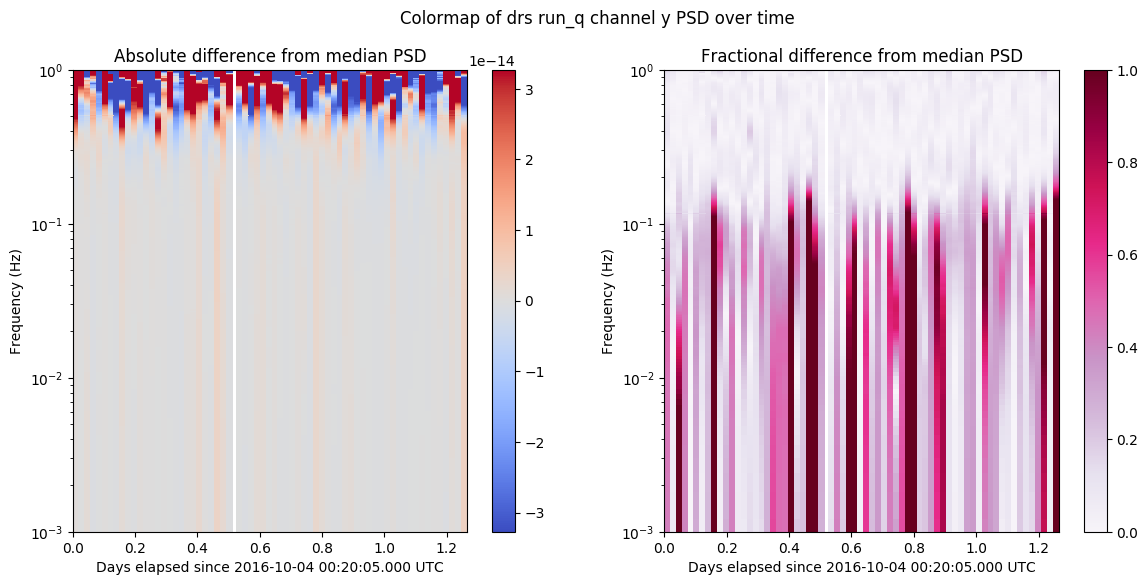 Colormap of drs run_q channel y PSD over time
Absolute difference from median PSD
1e−14
Frequency (Hz)
10^0
10^−1
10^−2
10^−3
0.0 0.2 0.4 0.6 0.8 1.0 1.2
Days elapsed since 2016-10-04 00:20:05.000 UTC
3
2
1
0
−1
−2
−3
Fractional difference from median PSD
Frequency (Hz)
10^0
10^−1
10^−2
10^−3
0.0 0.2 0.4 0.6 0.8 1.0 1.2
Days elapsed since 2016-10-04 00:20:05.000 UTC
1.0
0.8
0.6
0.4
0.2
0.0